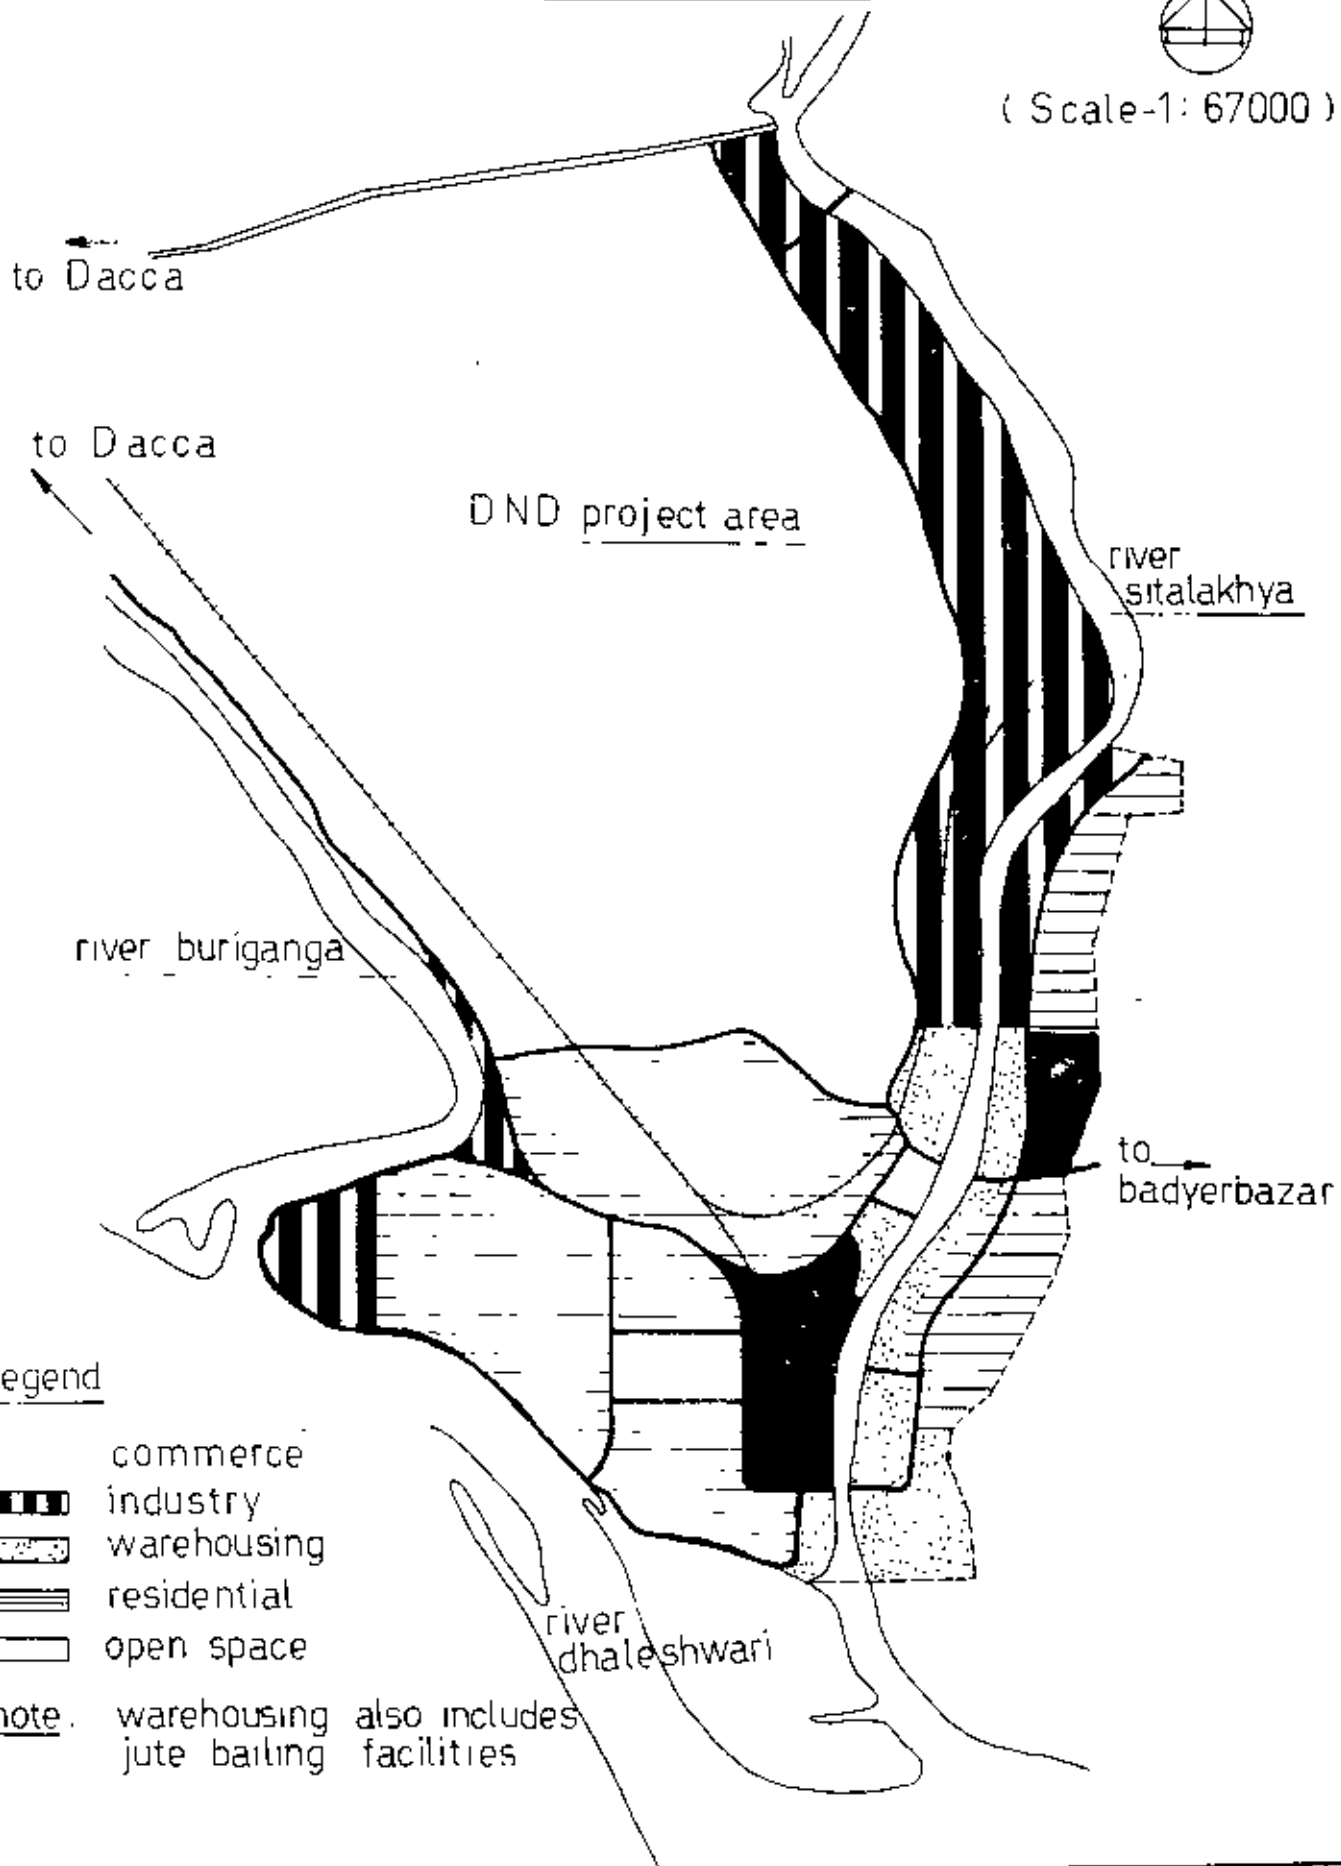 ( Scale-1: 67000 )
to Dacca
to Dacca
DND project area
river
sitalakhya
river buriganga
to
badyerbazar
egend
commerce
industry
warehousing
residential
open space
river
dhaleshwari
note. warehousing also includes
jute bailing facilities